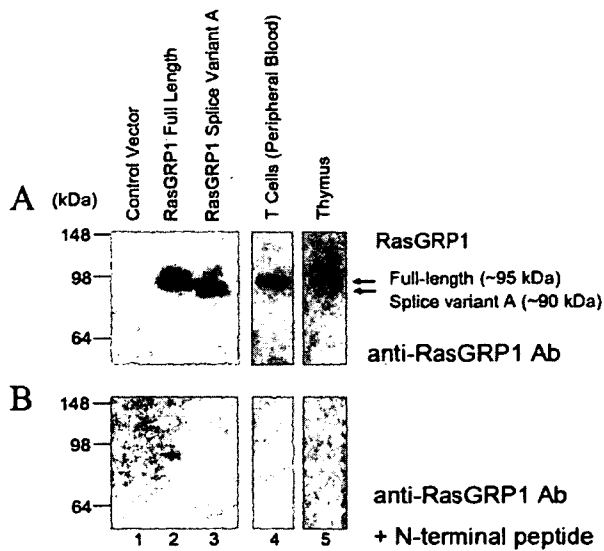 Control Vector
RasGRP1 Full Length
RasGRP1 Splice Variant A
T Cells (Peripheral Blood)
Thymus
A (kDa)
148
98
64
RasGRP1
Full-length (~95 kDa)
Splice variant A (~90 kDa)
anti-RasGRP1 Ab
B
148
98
64
anti-RasGRP1 Ab
+ N-terminal peptide
1 2 3 4 5